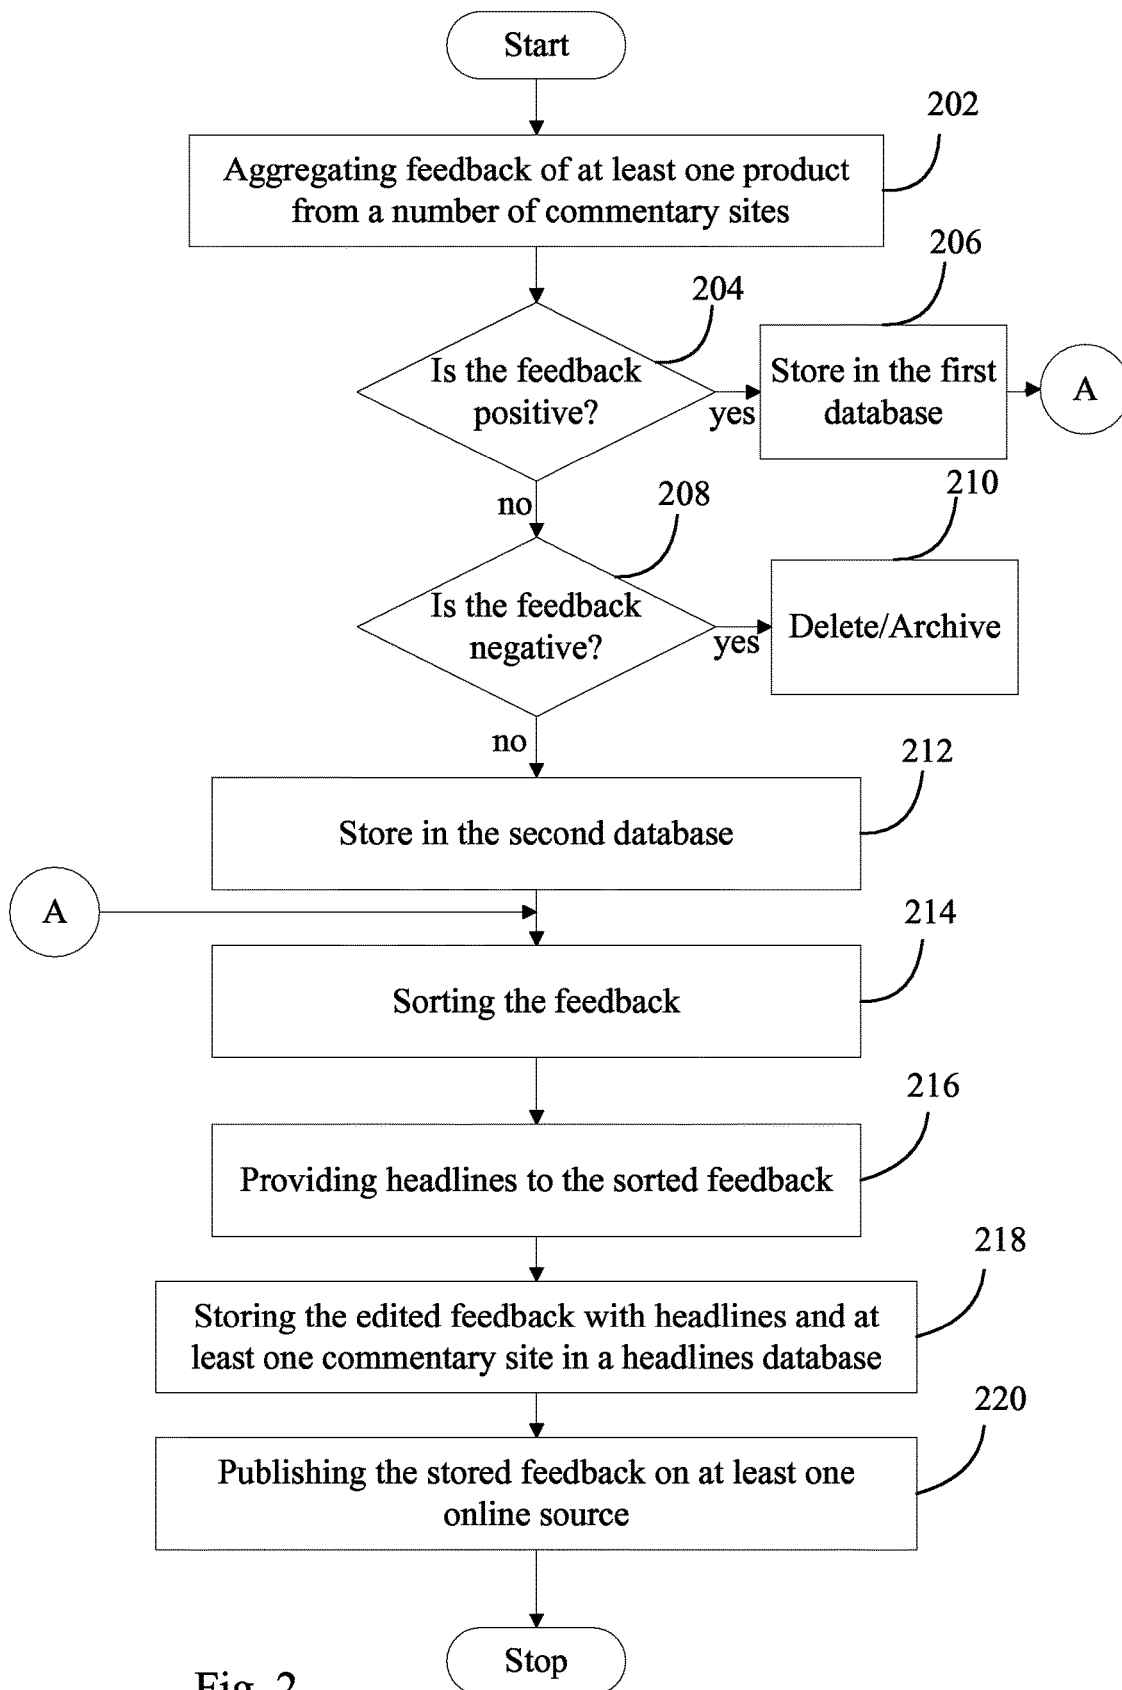 Start
202
Aggregating feedback of at least one product
from a number of commentary sites
206
204
Is the feedback
positive?
yes
Store in the first
database
A
no
208
210
Is the feedback
negative?
yes
Delete/Archive
no
212
Store in the second database
A
214
Sorting the feedback
216
Providing headlines to the sorted feedback
218
Storing the edited feedback with headlines and at
least one commentary site in a headlines database
220
Publishing the stored feedback on at least one
online source
Stop
Fig. 2